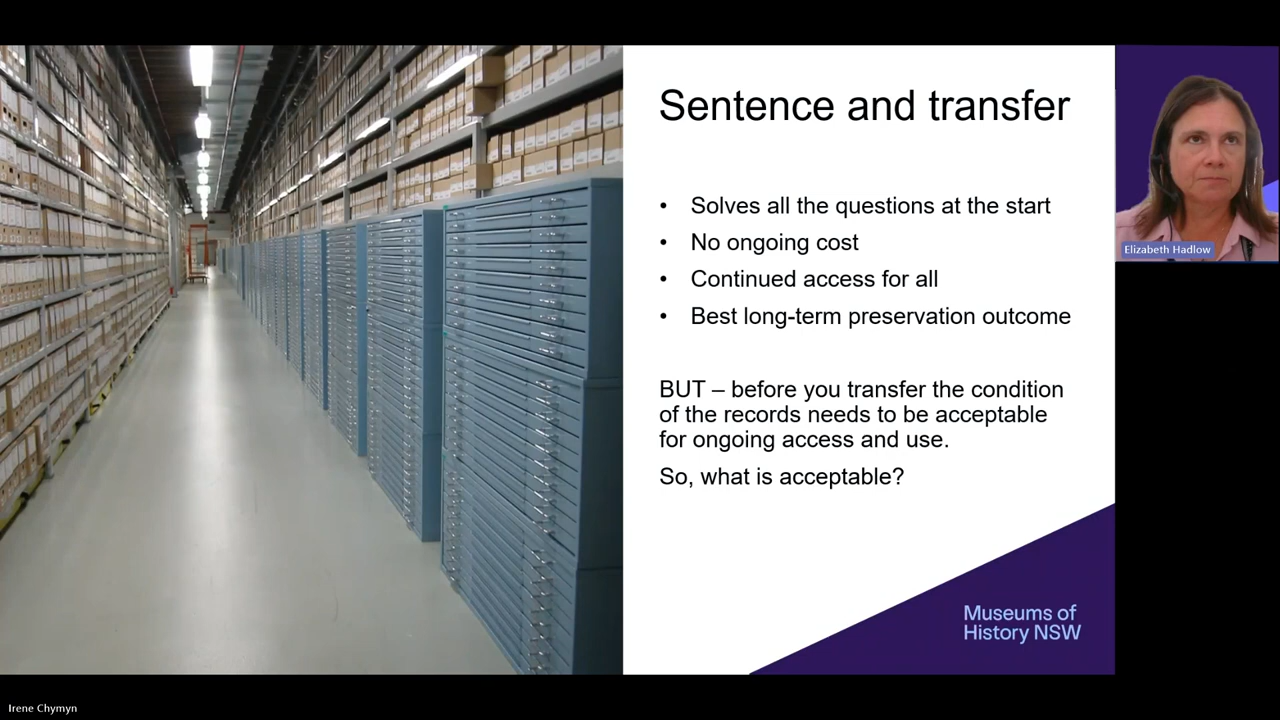 Sentence and transfer
• Solves all the questions at the start
• No ongoing cost
• Continued access for all
• Best long-term preservation outcome
BUT – before you transfer the condition
of the records needs to be acceptable
for ongoing access and use.
So, what is acceptable?
Museums of
History NSW
Elizabeth Hadlow
Irene Chymyn